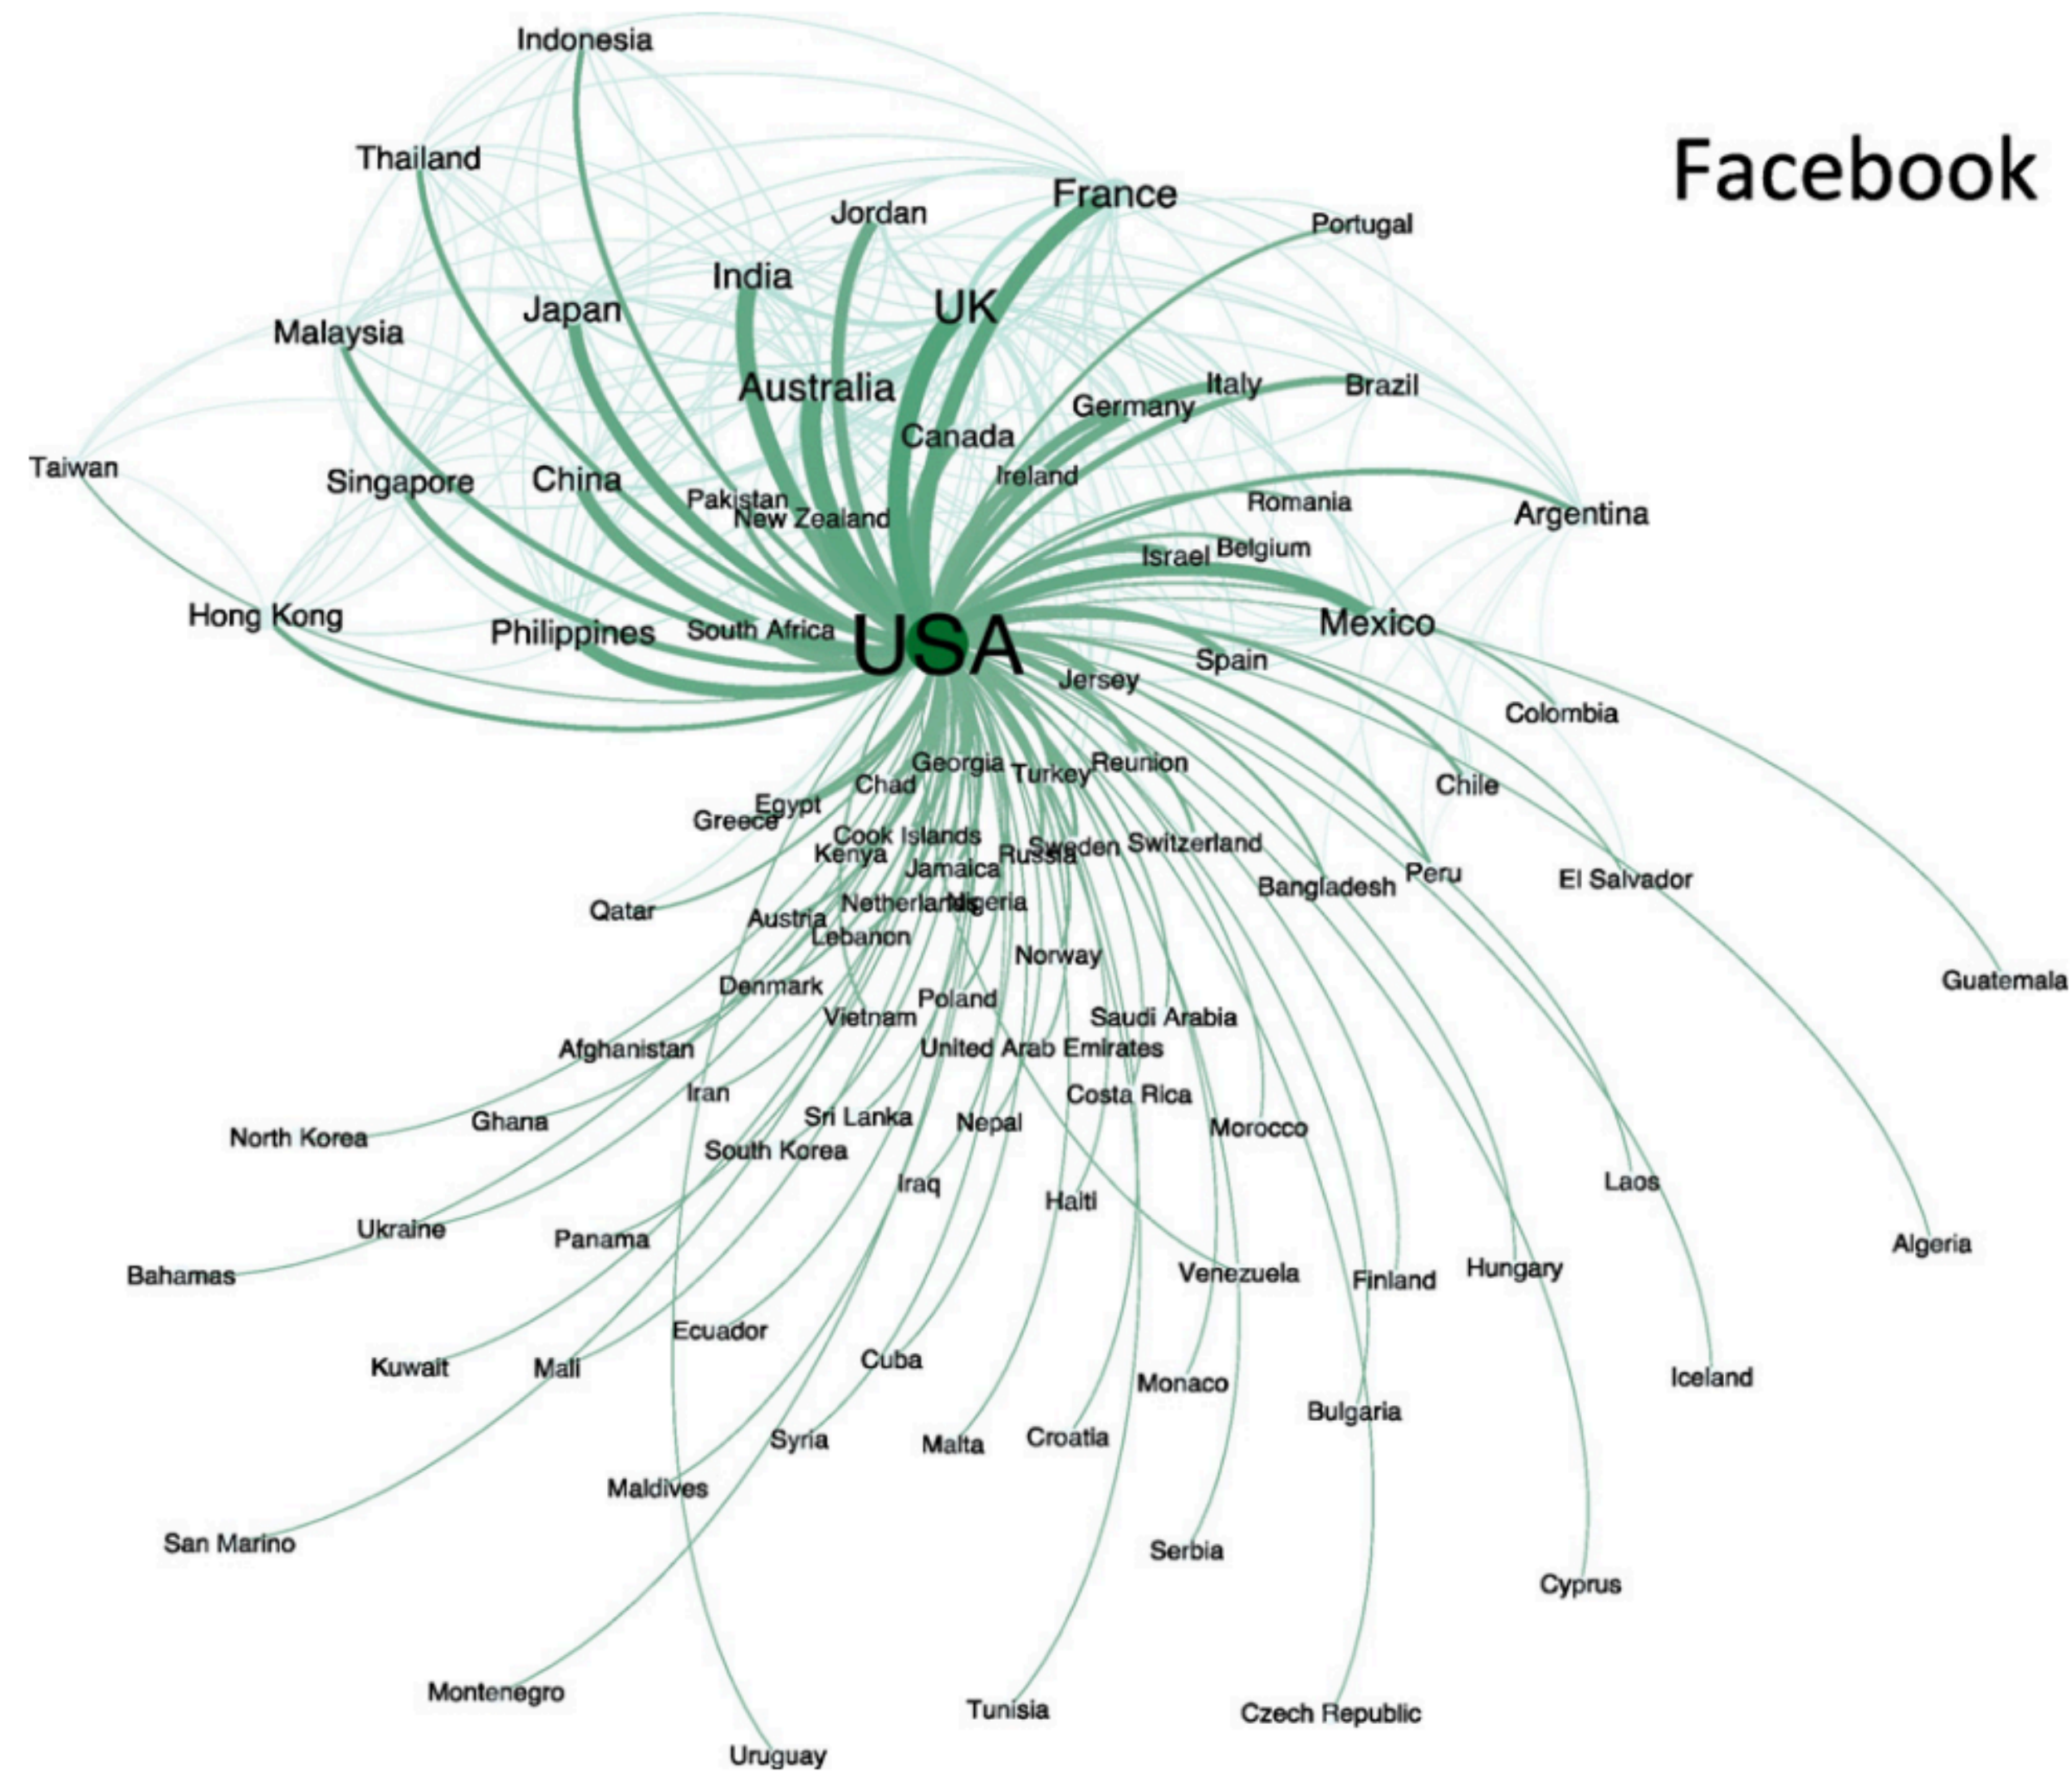 Indonesia
Thailand
Facebook
France
Jordan
Portugal
India
UK
Japan
Malaysia
Australia
Italy
Brazil
Germany
Canada
Taiwan
Ireland
Singapore
China
Pakistan
Romania
New Zealand
Argentina
Israel
Belgium
Hong Kong
Mexico
Philippines
South Africa
USA
Spain
Jersey
Colombia
Georgia
Turkey
Reunion
Chad
Chile
Egypt
Greece
Cook Islands
Sweden
Switzerland
Kenya
Russia
Jamaica
Peru
El Salvador
Bangladesh
Netherlands
Nigeria
Qatar
Austria
Lebanon
Norway
Guatemala
Denmark
Poland
Vietnam
Saudi Arabia
Afghanistan
United Arab Emirates
Iran
Costa Rica
Ghana
Sri Lanka
Nepal
Morocco
North Korea
South Korea
Iraq
Laos
Haiti
Ukraine
Panama
Algeria
Bahamas
Venezuela
Finland
Hungary
Ecuador
Kuwait
Mali
Cuba
Monaco
Iceland
Bulgaria
Syria
Malta
Croatia
Maldives
San Marino
Serbia
Cyprus
Montenegro
Tunisia
Czech Republic
Uruguay